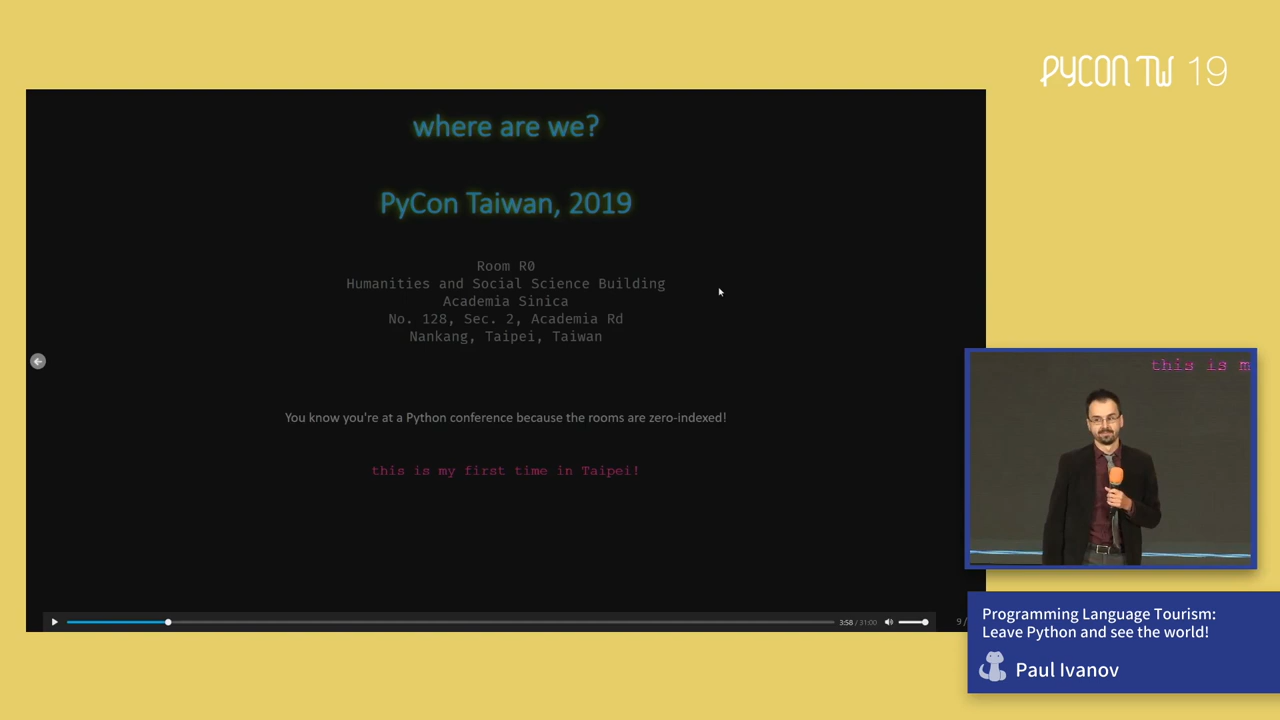 PYCON TW 19
where are we?
PyCon Taiwan, 2019
Room R0
Humanities and Social Science Building
Academia Sinica
No. 128, Sec. 2, Academia Rd
Nankang, Taipei, Taiwan
You know you're at a Python conference because the rooms are zero-indexed!
this is my first time in Taipei!
3:58 / 31:00
9/
this is m
Programming Language Tourism:
Leave Python and see the world!
Paul Ivanov